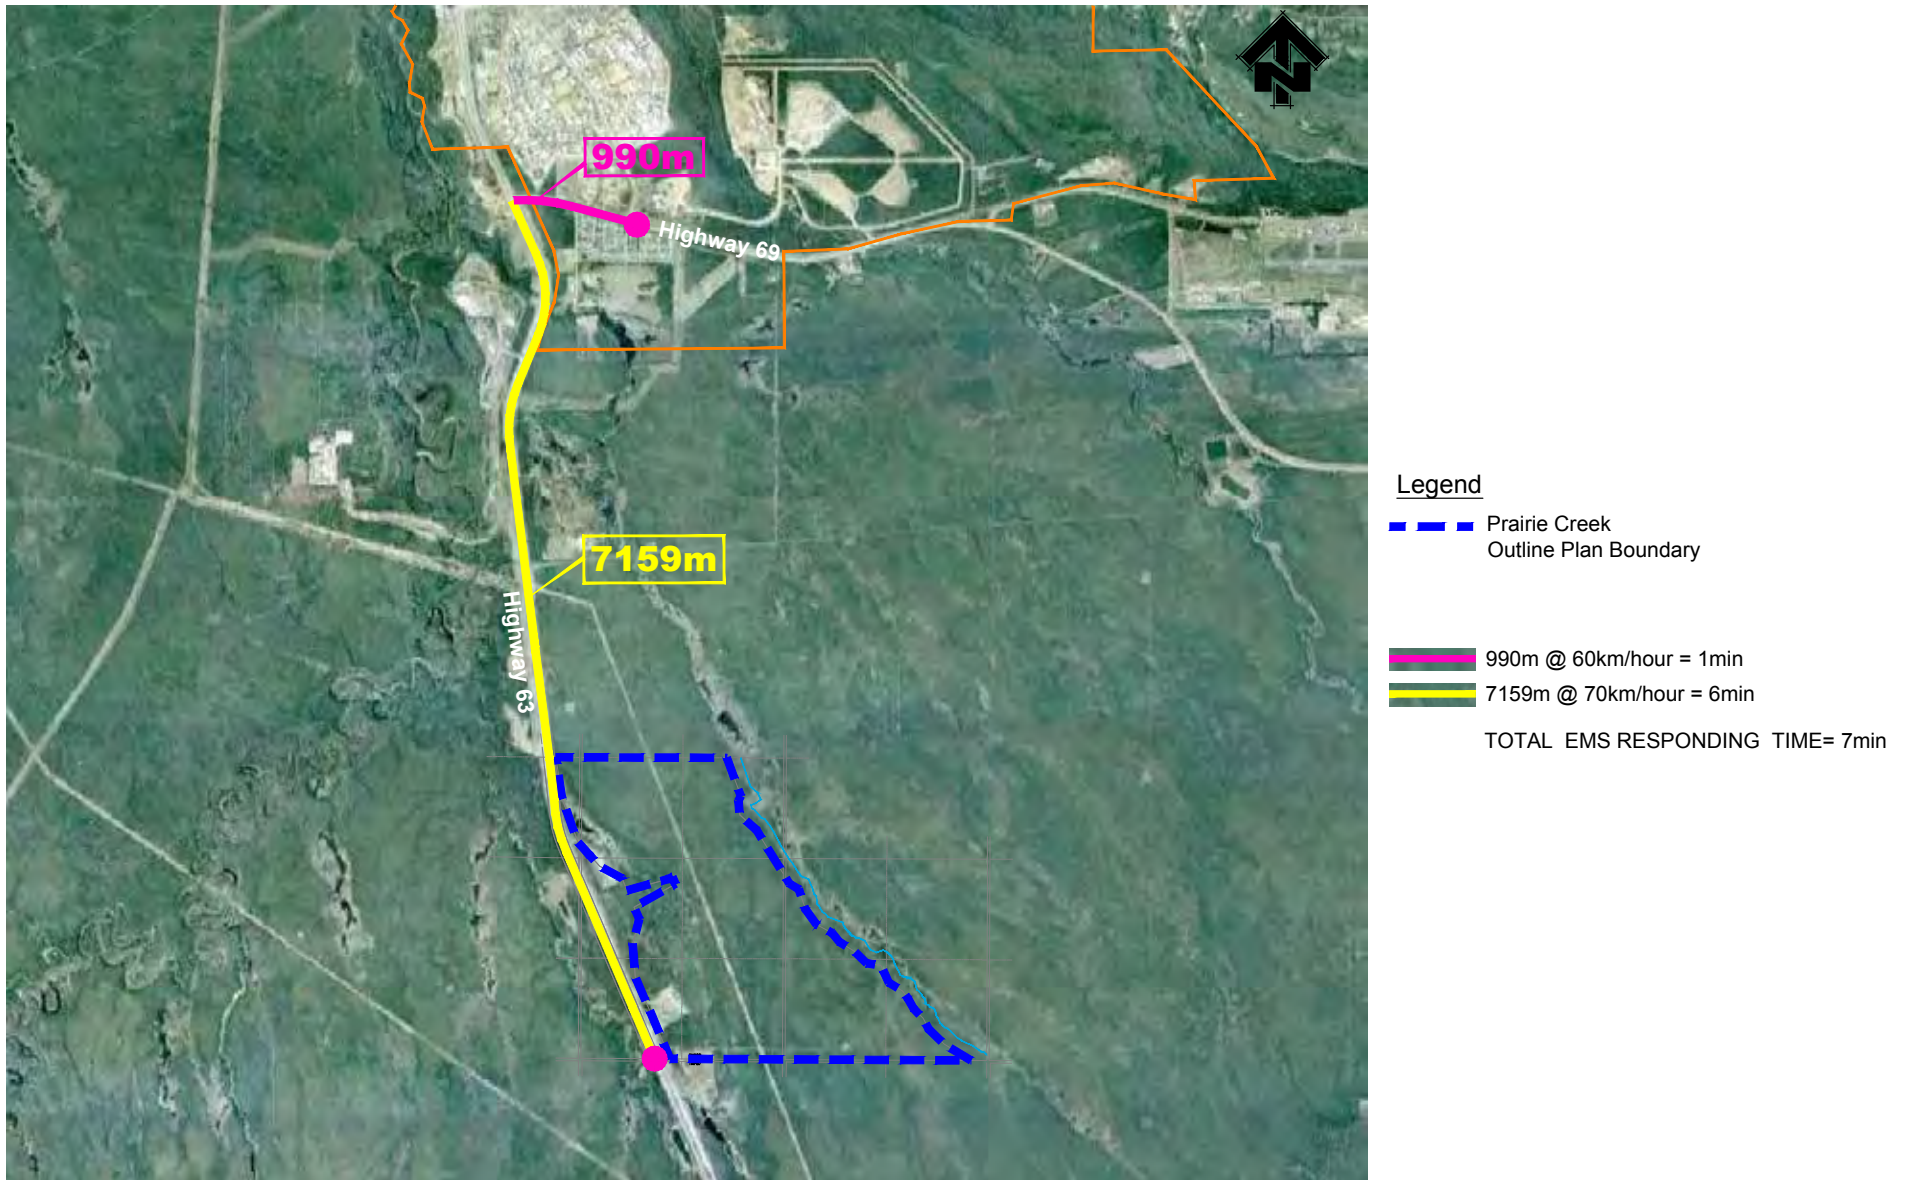 N
990m
Highway 69
7159m
Highway 63
Legend
Prairie Creek
Outline Plan Boundary
990m @ 60km/hour = 1min
7159m @ 70km/hour = 6min
TOTAL EMS RESPONDING TIME= 7min